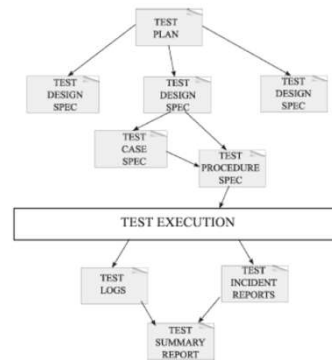 TEST
PLAN
TEST
DESIGN
SPEC
TEST
DESIGN
SPEC
TEST
DESIGN
SPEC
TEST
CASE
SPEC
TEST
PROCEDURE
SPEC
TEST EXECUTION
TEST
LOGS
TEST
INCIDENT
REPORTS
TEST
SUMMARY
REPORT